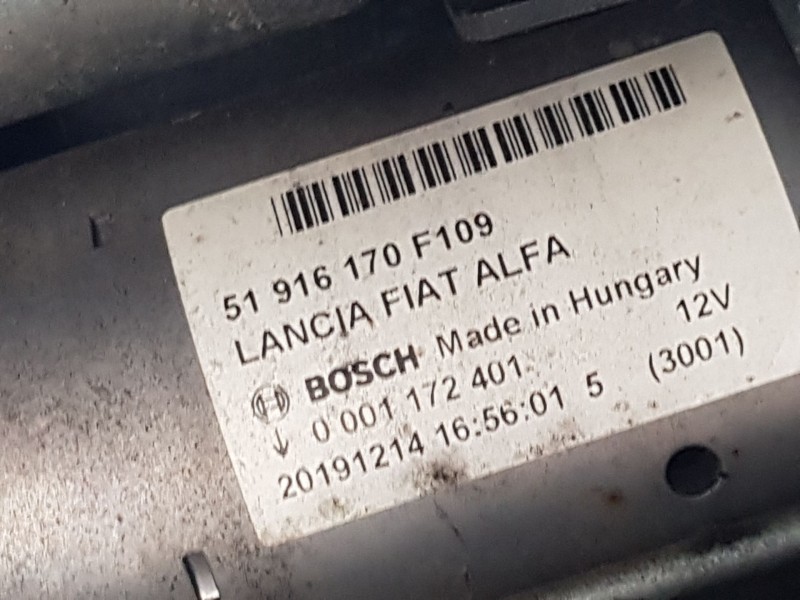 51 916 170 F109
LANCIA FIAT ALFA
BOSCH Made in Hungary
0 001 172 401 12V
20191214 16:56:01 5 (3001)